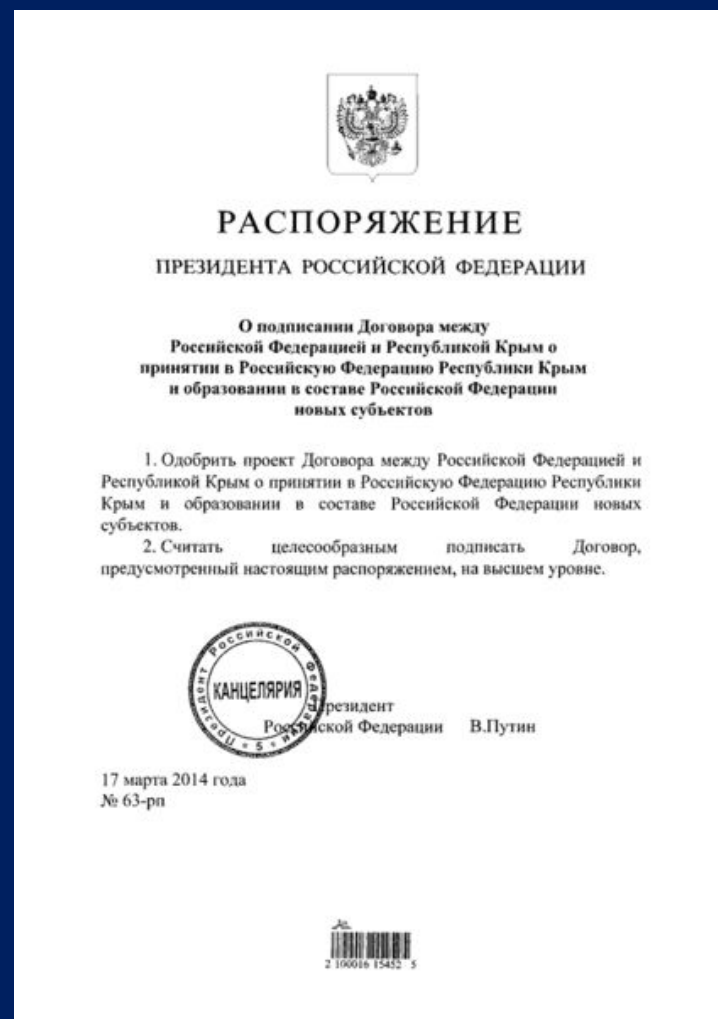 РАСПОРЯЖЕНИЕ
ПРЕЗИДЕНТА РОССИЙСКОЙ ФЕДЕРАЦИИ
О подписании Договора между
Российской Федерацией и Республикой Крым о
принятии в Российскую Федерацию Республики Крым
и образовании в составе Российской Федерации
новых субъектов
1. Одобрить проект Договора между Российской Федерацией и
Республикой Крым о принятии в Российскую Федерацию Республики
Крым и образовании в составе Российской Федерации новых
субъектов.
2. Считать целесообразным подписать Договор,
предусмотренный настоящим распоряжением, на высшем уровне.
Президент Российской Федерации
КАНЦЕЛЯРИЯ
* 5 *
Президент
Российской Федерации В.Путин
17 марта 2014 года
№ 63-рп
2 100016 15452 5